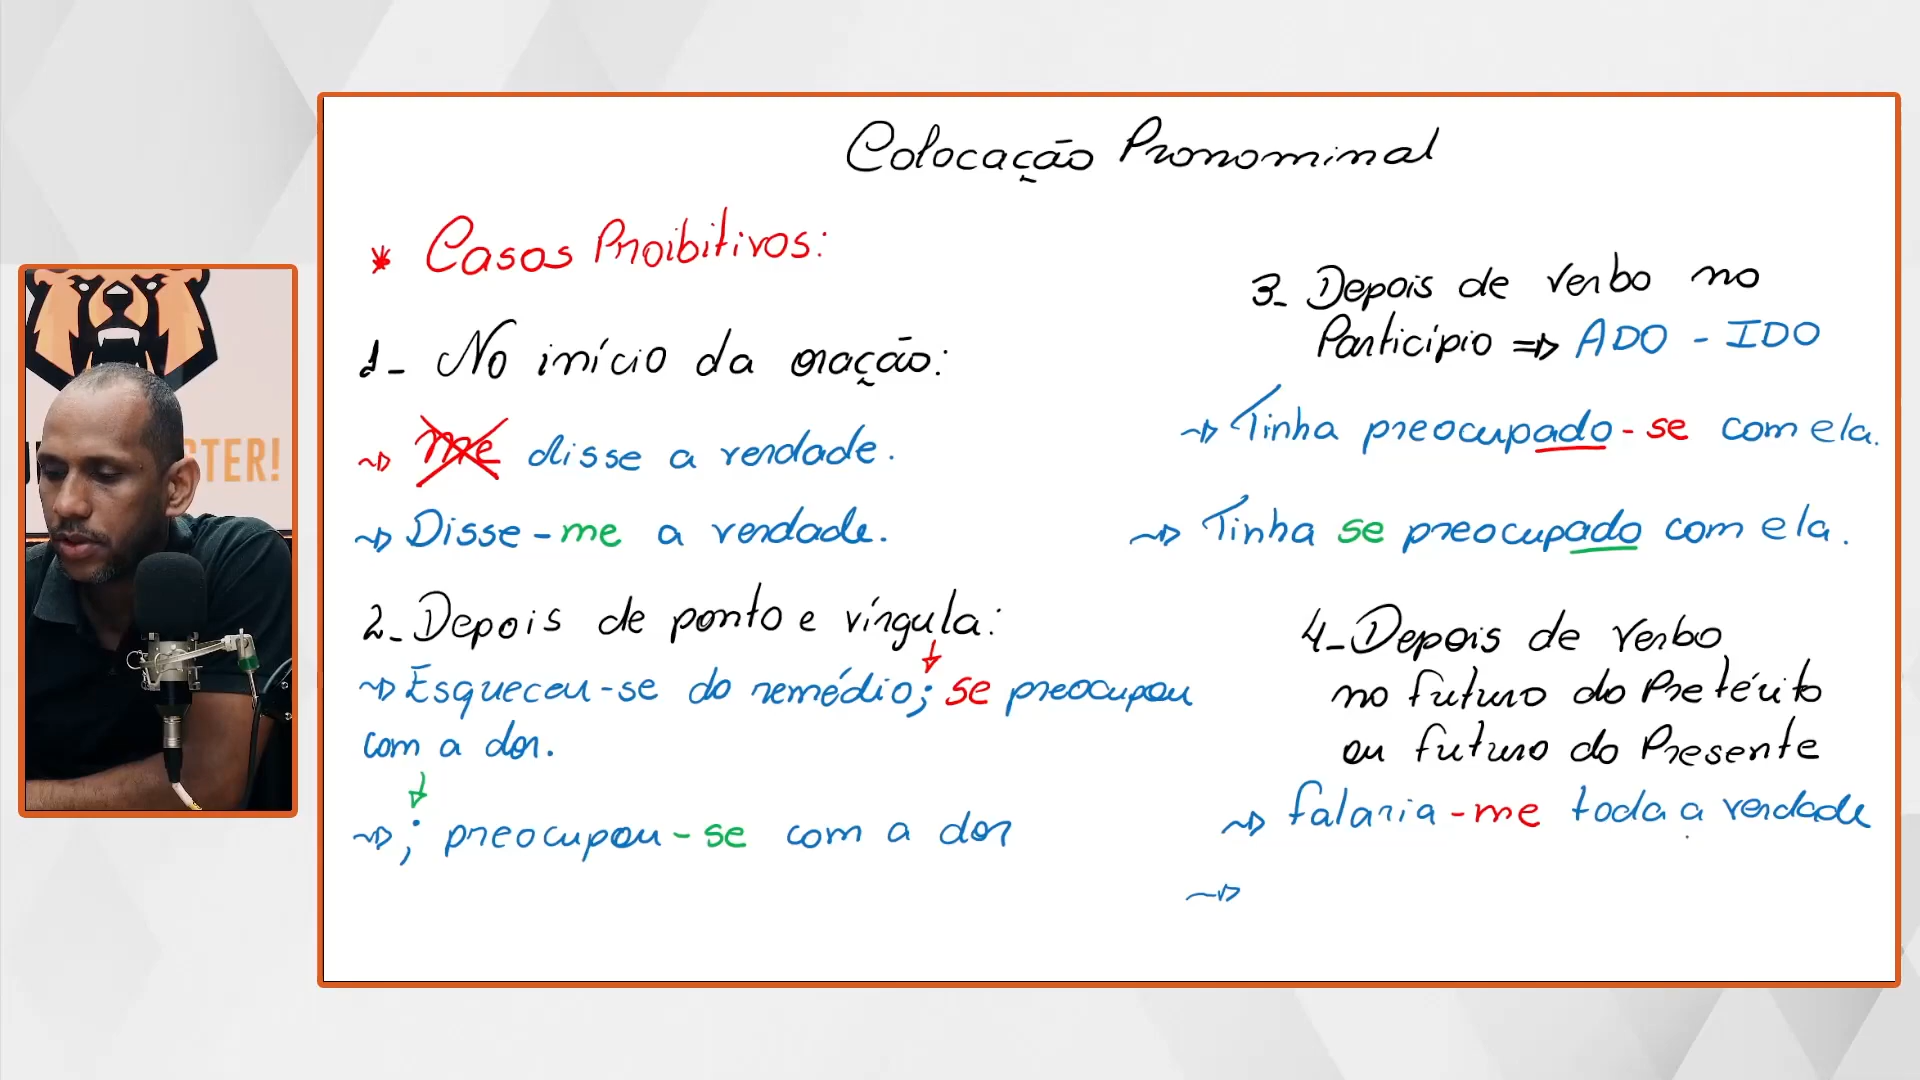 Colocação Pronominal
* Casos Proibitivos:
1- No início da oração:
~> me disse a verdade.
~> Disse-me a verdade.
2- Depois de ponto e vírgula:
~> Esqueceu-se do remédio; se preocupou
com a dor.
~> ; preocupou-se com a dor
3- Depois de verbo no
Particípio => ADO - IDO
~> Tinha preocupado-se com ela.
~> Tinha se preocupado com ela.
4- Depois de verbo
no futuro do Pretérito
ou futuro do Presente
~> falaria-me toda a verdade
~>
STER!